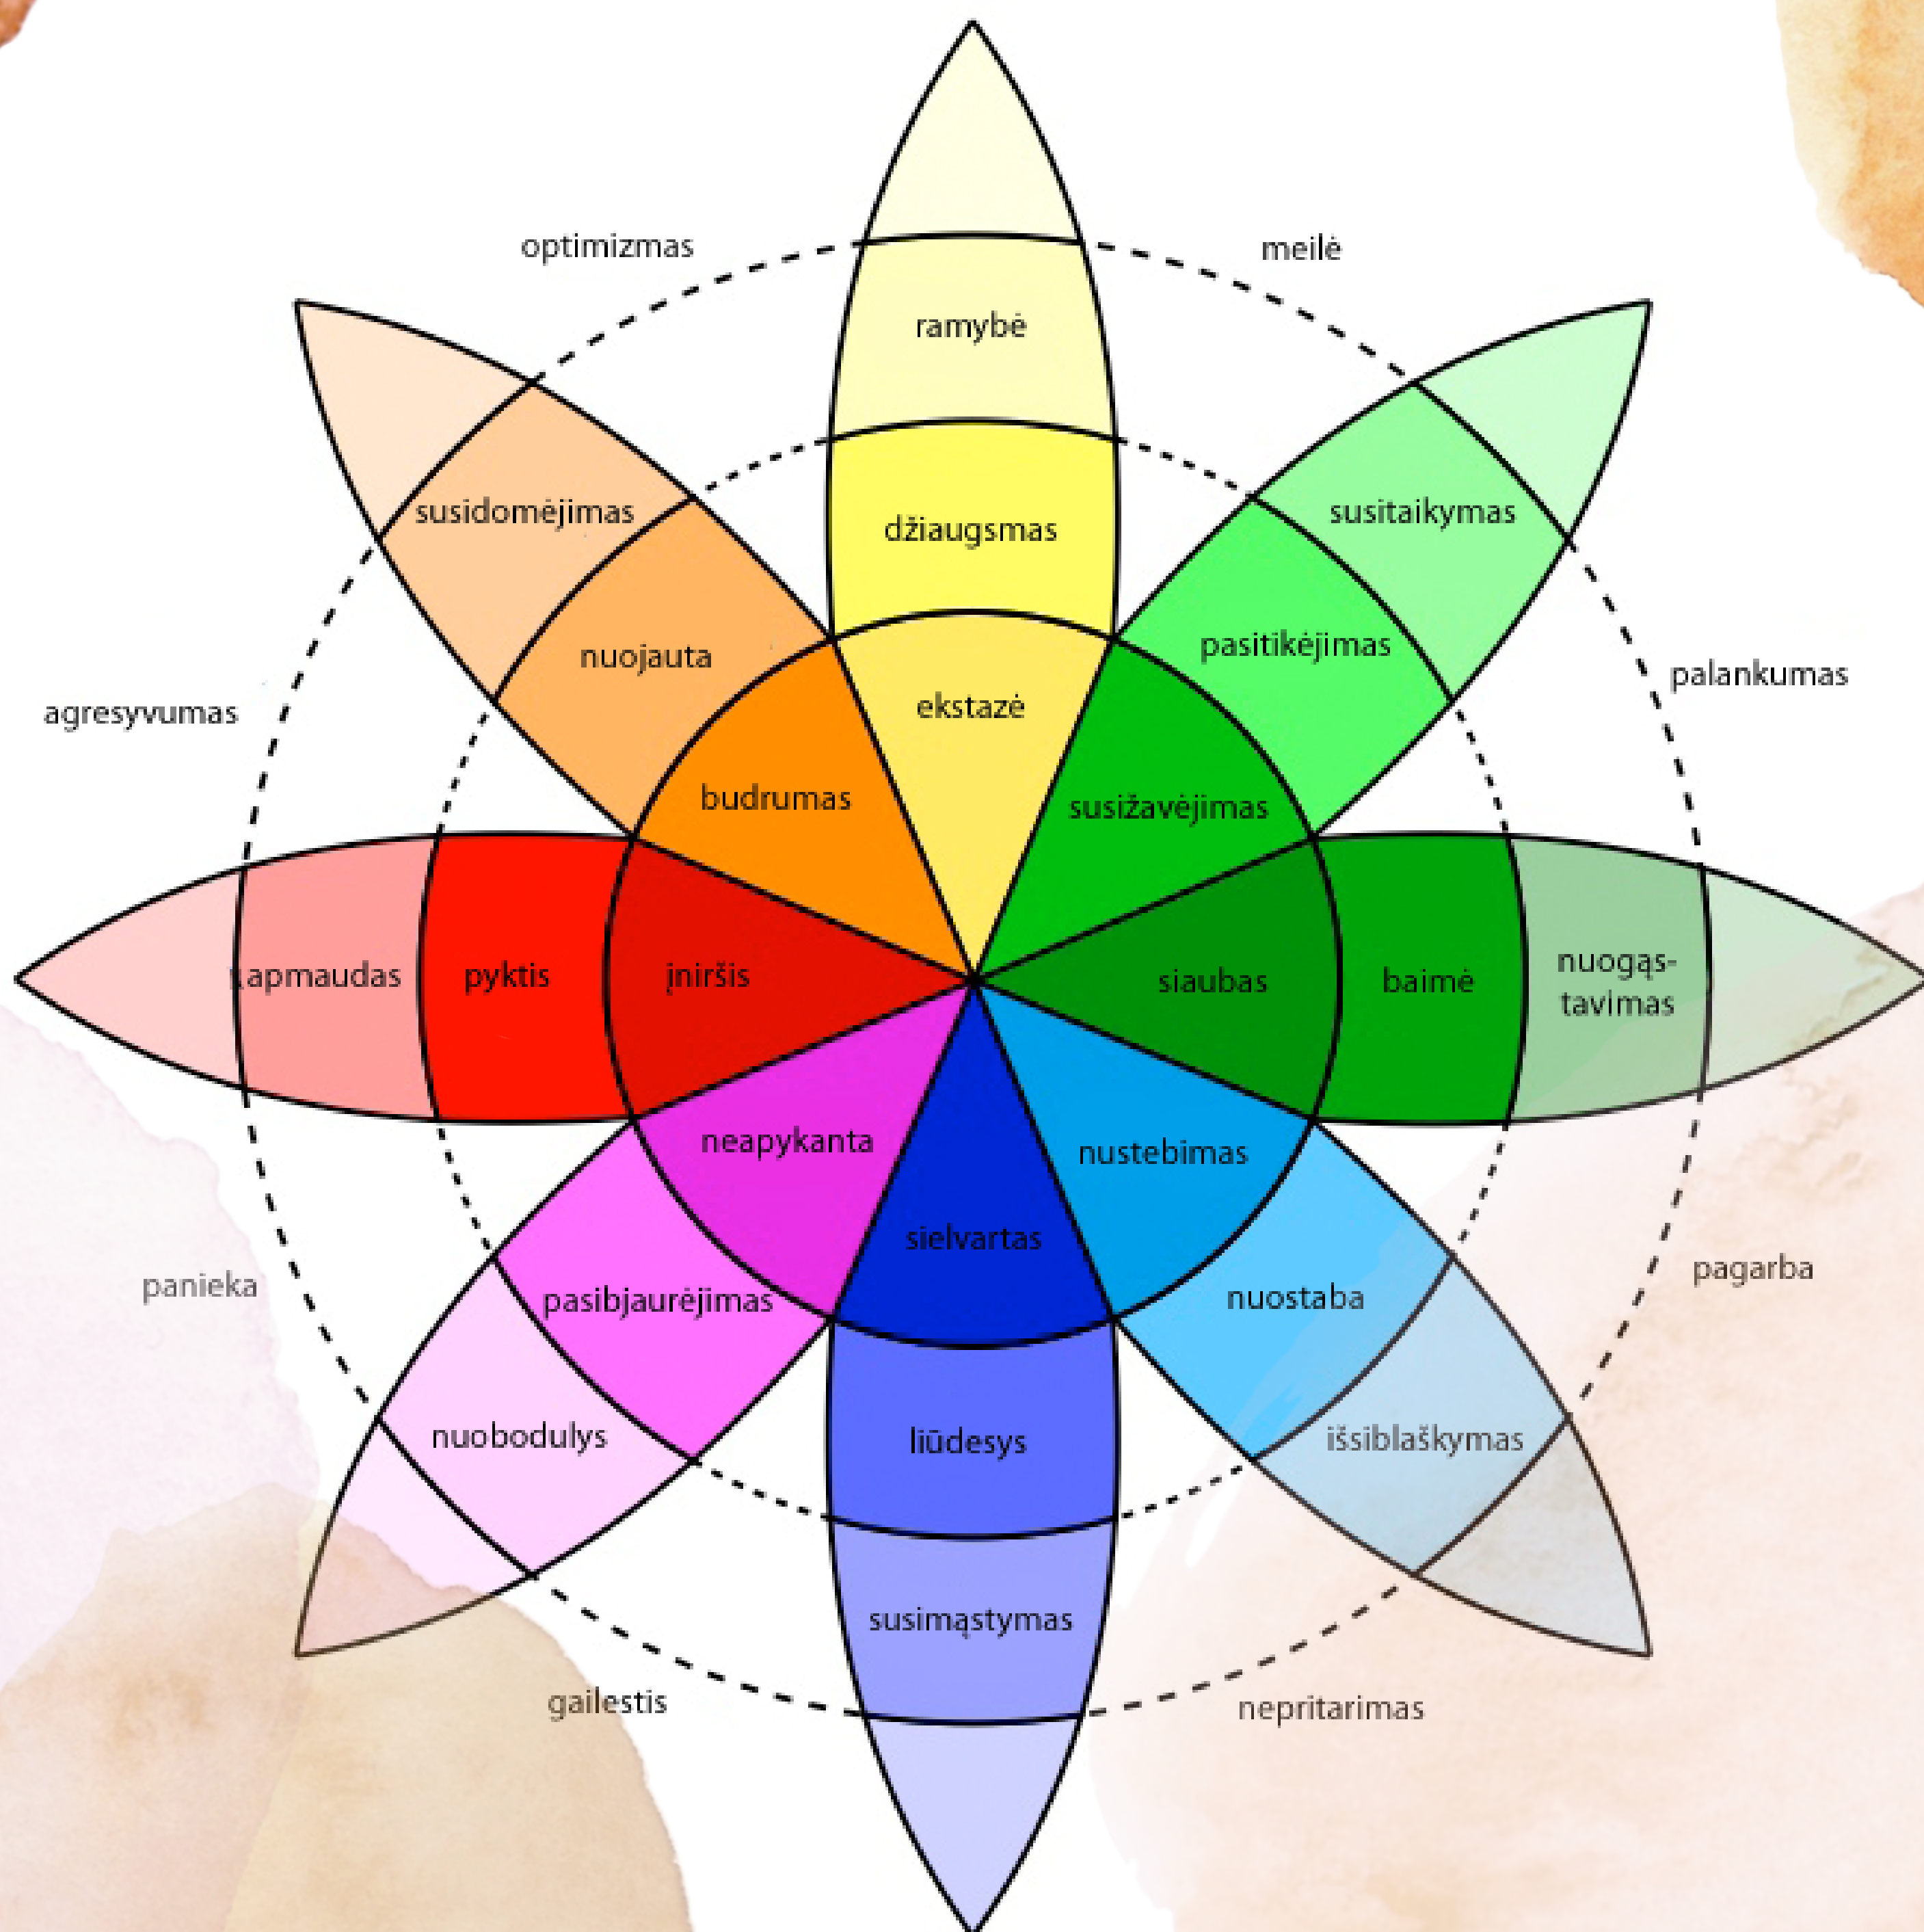 optimizmas
meilė
ramybė
susidomėjimas
džiaugsmas
susitaikymas
nuojauta
pasitikėjimas
agresyvumas
ekstazė
palankumas
budrumas
susižavėjimas
apmaudas
pyktis
įniršis
siaubas
baimė
nuogąs-
tavimas
neapykanta
nustebimas
sielvartas
panieka
pasibjaurėjimas
nuostaba
pagarba
nuobodulys
liūdesys
išsiblaškymas
susimąstymas
gailestis
nepritarimas